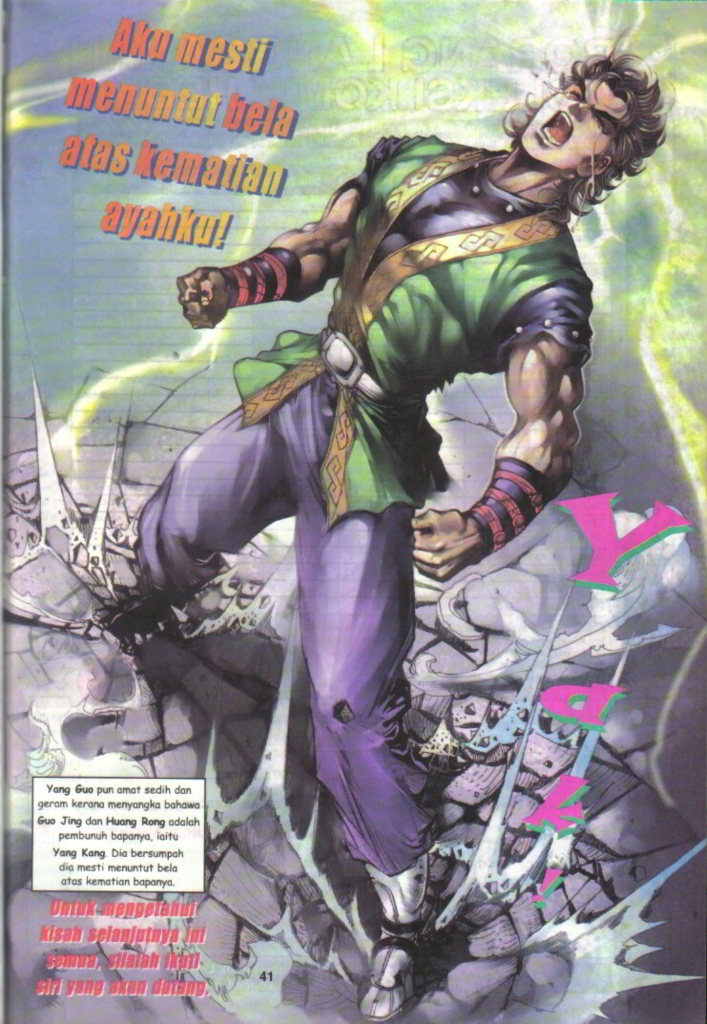 Aku mesti
menuntut bela
atas kematian
ayahku!
Yak!
Yang Guo pun amat sedih dan
geram kerana menyangka bahawa
Guo Jing dan Huang Rong adalah
pembunuh bapanya, iaitu
Yang Kang. Dia bersumpah
dia mesti menuntut bela
atas kematian bapanya.
Untuk mengetahui
kisah selanjutnya ini
semua, silalah ikuti
siri yang akan datang.
41